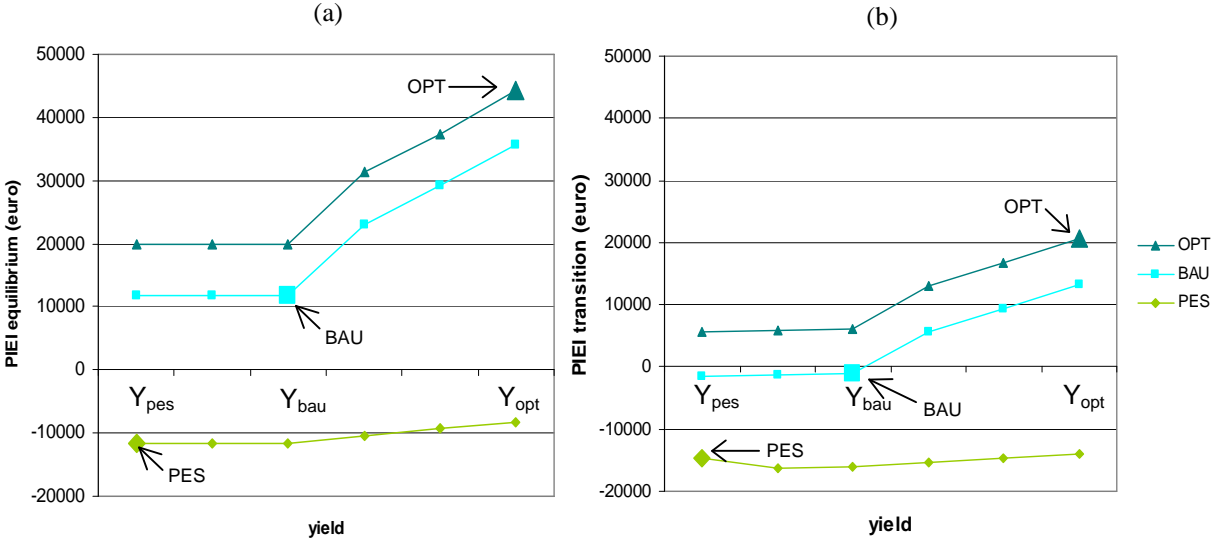 (a)
PIEI equilibrium (euro)
50000
40000
30000
20000
10000
0
-10000
-20000
OPT
BAU
PES
Ypes
Ybau
Yopt
yield
(b)
PIEI transition (euro)
50000
40000
30000
20000
10000
0
-10000
-20000
OPT
BAU
PES
Ypes
Ybau
Yopt
yield
OPT
BAU
PES